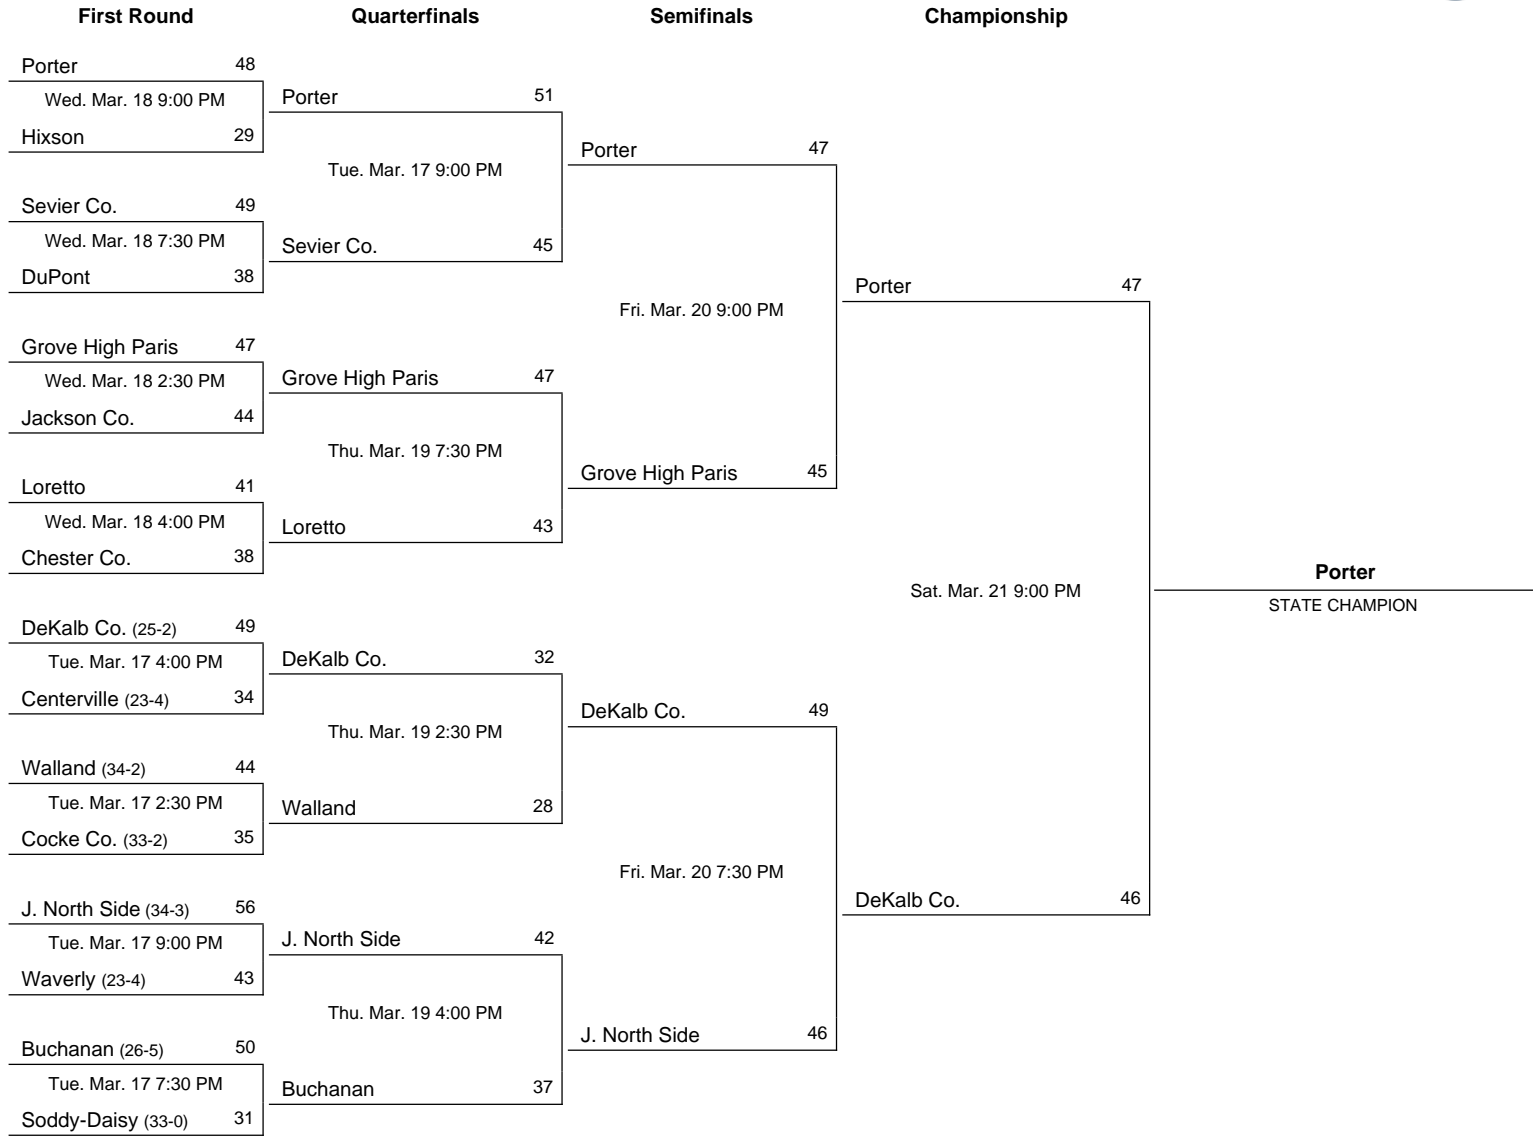 First Round Quarterfinals Semifinals Championship
Porter 48
Wed. Mar. 18 9:00 PM
Hixson 29
Sevier Co. 49
Wed. Mar. 18 7:30 PM
DuPont 38
Grove High Paris 47
Wed. Mar. 18 2:30 PM
Jackson Co. 44
Loretto 41
Wed. Mar. 18 4:00 PM
Chester Co. 38
DeKalb Co. (25-2) 49
Tue. Mar. 17 4:00 PM
Centerville (23-4) 34
Walland (34-2) 44
Tue. Mar. 17 2:30 PM
Cocke Co. (33-2) 35
J. North Side (34-3) 56
Tue. Mar. 17 9:00 PM
Waverly (23-4) 43
Buchanan (26-5) 50
Tue. Mar. 17 7:30 PM
Soddy-Daisy (33-0) 31
Porter 51
Tue. Mar. 17 9:00 PM
Sevier Co. 45
Grove High Paris 47
Thu. Mar. 19 7:30 PM
Loretto 43
DeKalb Co. 32
Thu. Mar. 19 2:30 PM
Walland 28
J. North Side 42
Thu. Mar. 19 4:00 PM
Buchanan 37
Porter 47
Fri. Mar. 20 9:00 PM
Grove High Paris 45
DeKalb Co. 49
Fri. Mar. 20 7:30 PM
J. North Side 46
Porter 47
Sat. Mar. 21 9:00 PM
DeKalb Co. 46
Porter
STATE CHAMPION